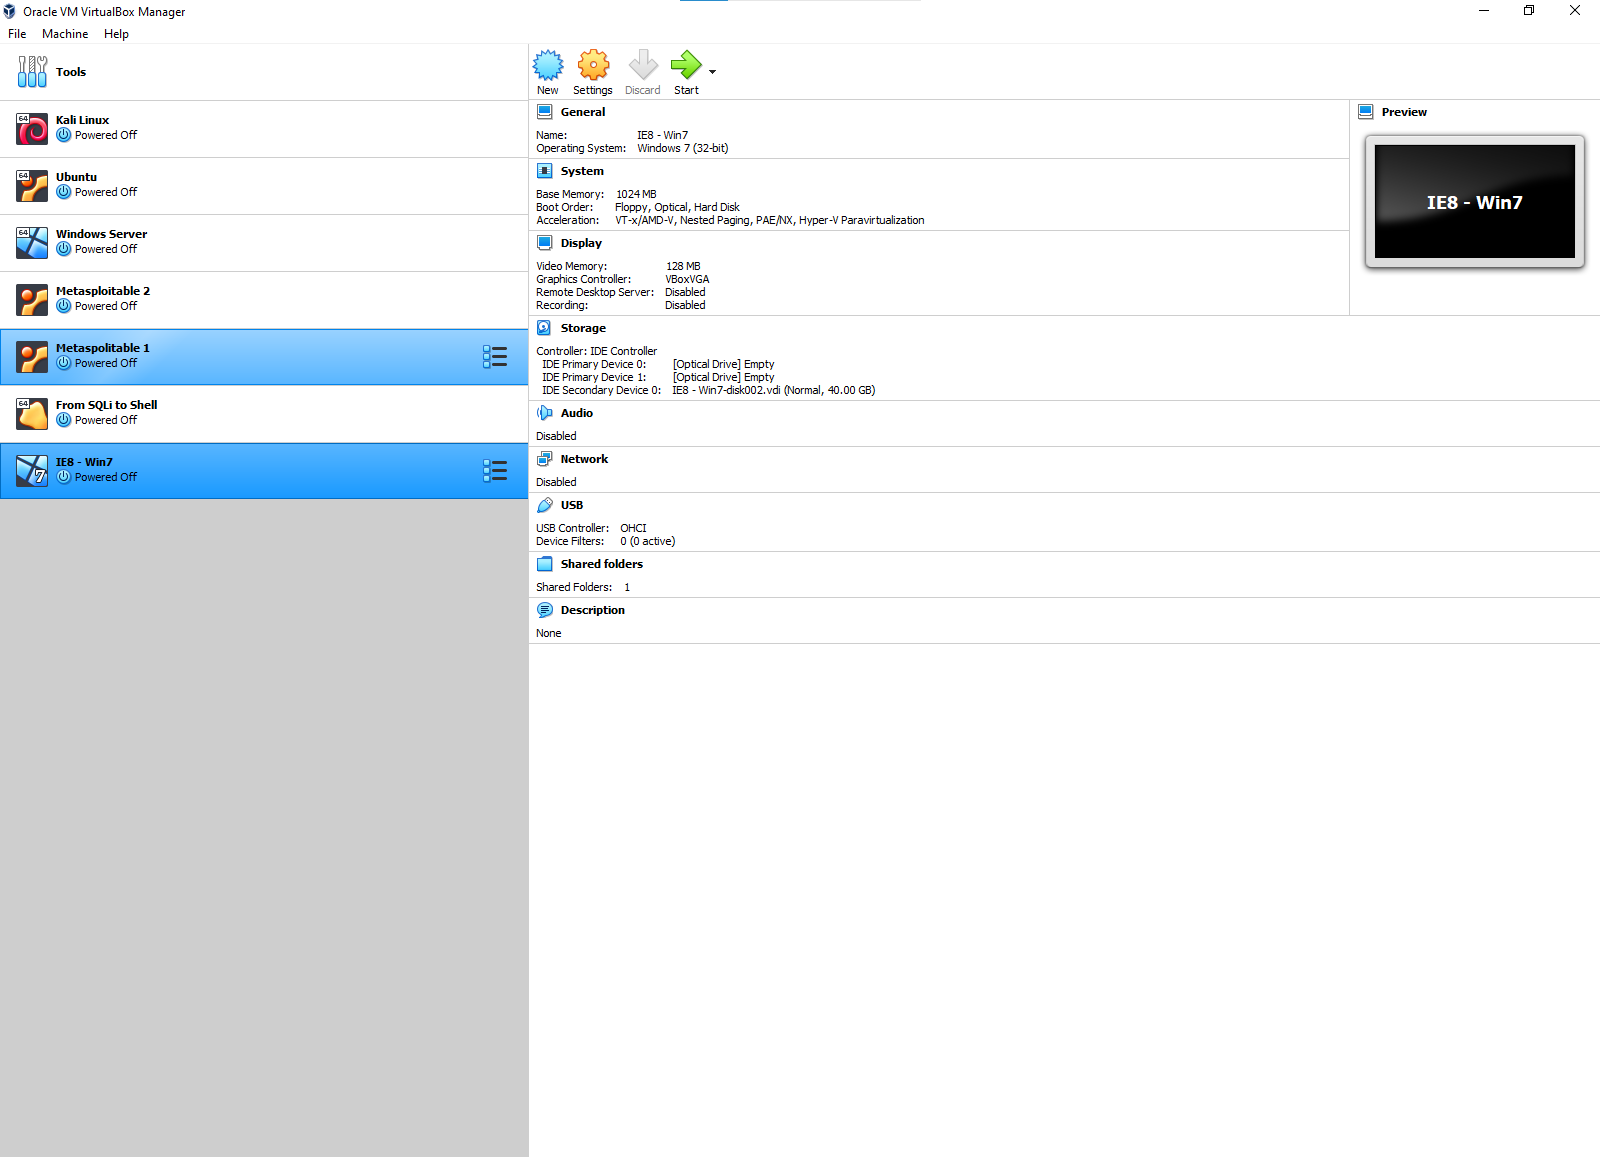 Oracle VM VirtualBox Manager
File Machine Help
Tools
New Settings Discard Start
64
Kali Linux
Powered Off
64
Ubuntu
Powered Off
64
Windows Server
Powered Off
Metasploitable 2
Powered Off
Metaspolitable 1
Powered Off
64
From SQLi to Shell
Powered Off
7
IE8 - Win7
Powered Off
General
Name: IE8 - Win7
Operating System: Windows 7 (32-bit)
System
Base Memory: 1024 MB
Boot Order: Floppy, Optical, Hard Disk
Acceleration: VT-x/AMD-V, Nested Paging, PAE/NX, Hyper-V Paravirtualization
Display
Video Memory: 128 MB
Graphics Controller: VBoxVGA
Remote Desktop Server: Disabled
Recording: Disabled
Storage
Controller: IDE Controller
IDE Primary Device 0: [Optical Drive] Empty
IDE Primary Device 1: [Optical Drive] Empty
IDE Secondary Device 0: IE8 - Win7-disk002.vdi (Normal, 40.00 GB)
Audio
Disabled
Network
Disabled
USB
USB Controller: OHCI
Device Filters: 0 (0 active)
Shared folders
Shared Folders: 1
Description
None
Preview
IE8 - Win7